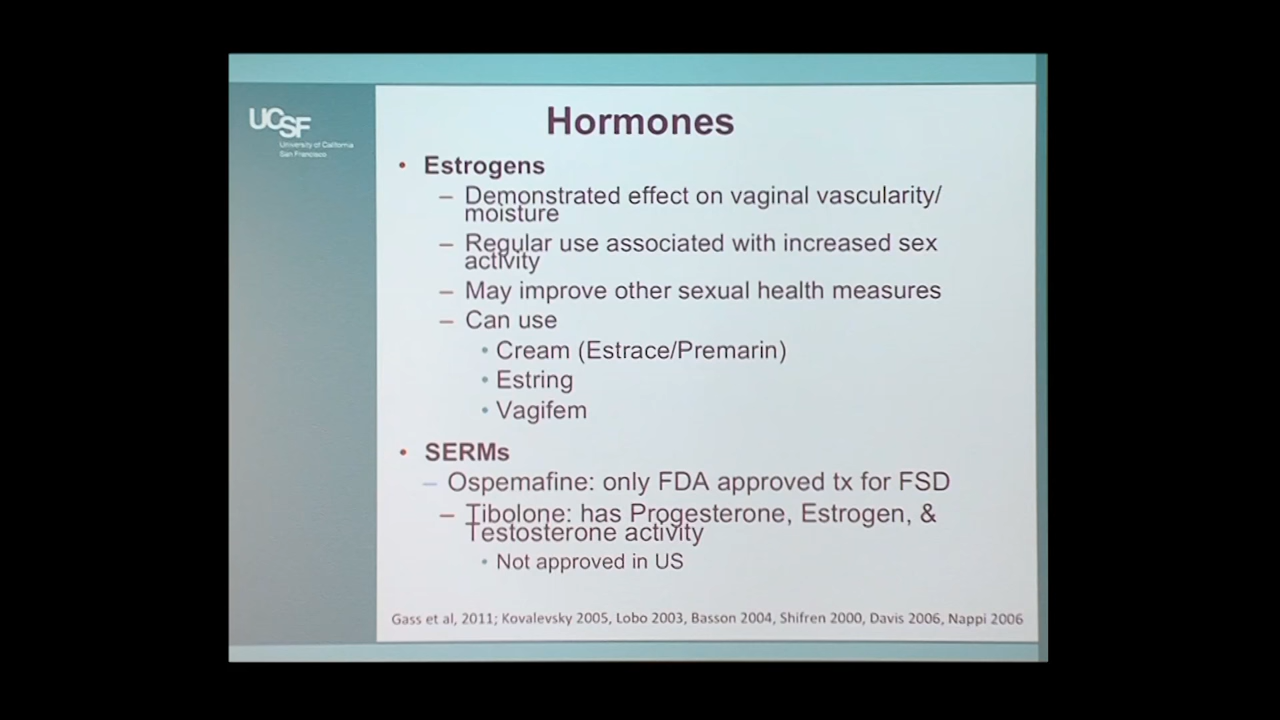 UCSF
University of California
San Francisco
Hormones
• Estrogens
– Demonstrated effect on vaginal vascularity/
moisture
– Regular use associated with increased sex
activity
– May improve other sexual health measures
– Can use
• Cream (Estrace/Premarin)
• Estring
• Vagifem
• SERMs
– Ospemafine: only FDA approved tx for FSD
– Tibolone: has Progesterone, Estrogen, &
Testosterone activity
• Not approved in US
Gass et al, 2011; Kovalevsky 2005, Lobo 2003, Basson 2004, Shifren 2000, Davis 2006, Nappi 2006